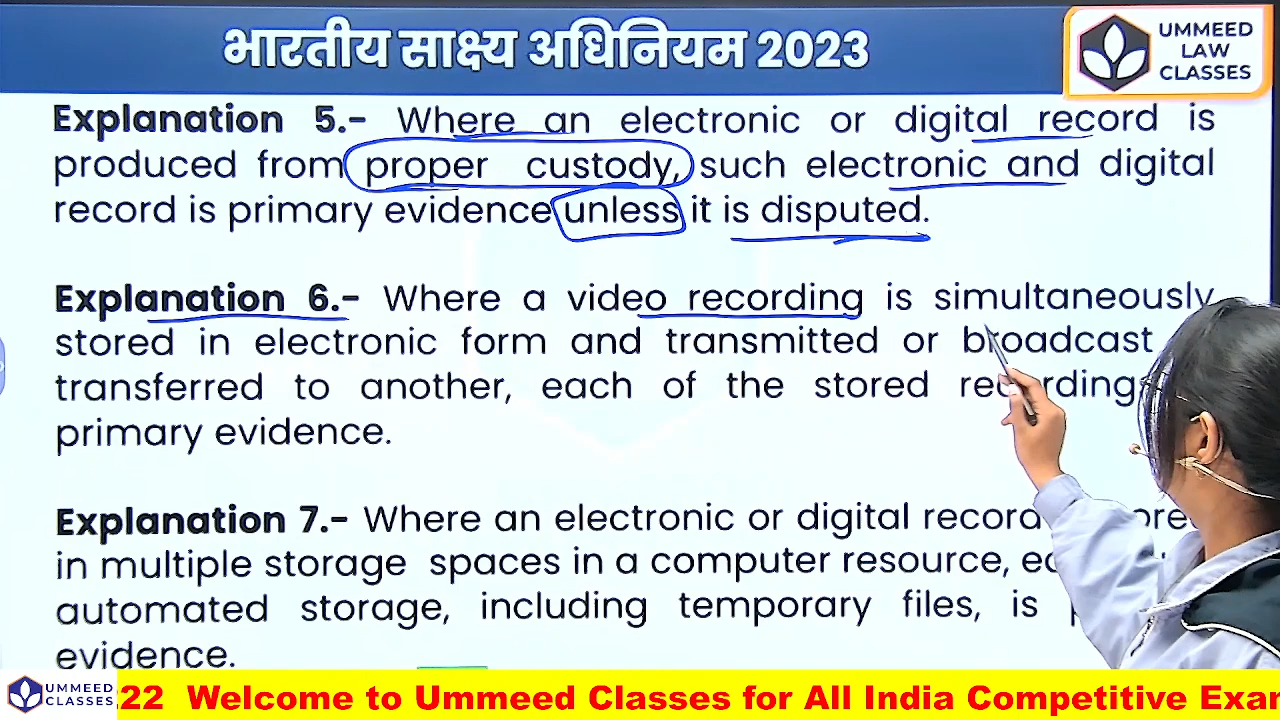 भारतीय साक्ष्य अधिनियम 2023
UMMEED
LAW
CLASSES
Explanation 5.- Where an electronic or digital record is
produced from proper custody, such electronic and digital
record is primary evidence unless it is disputed.
Explanation 6.- Where a video recording is simultaneously
stored in electronic form and transmitted or broadcast
transferred to another, each of the stored recording
primary evidence.
Explanation 7.- Where an electronic or digital record
in multiple storage spaces in a computer resource,
automated storage, including temporary files, is
evidence.
UMMEED
CLASSES
22 Welcome to Ummeed Classes for All India Competitive